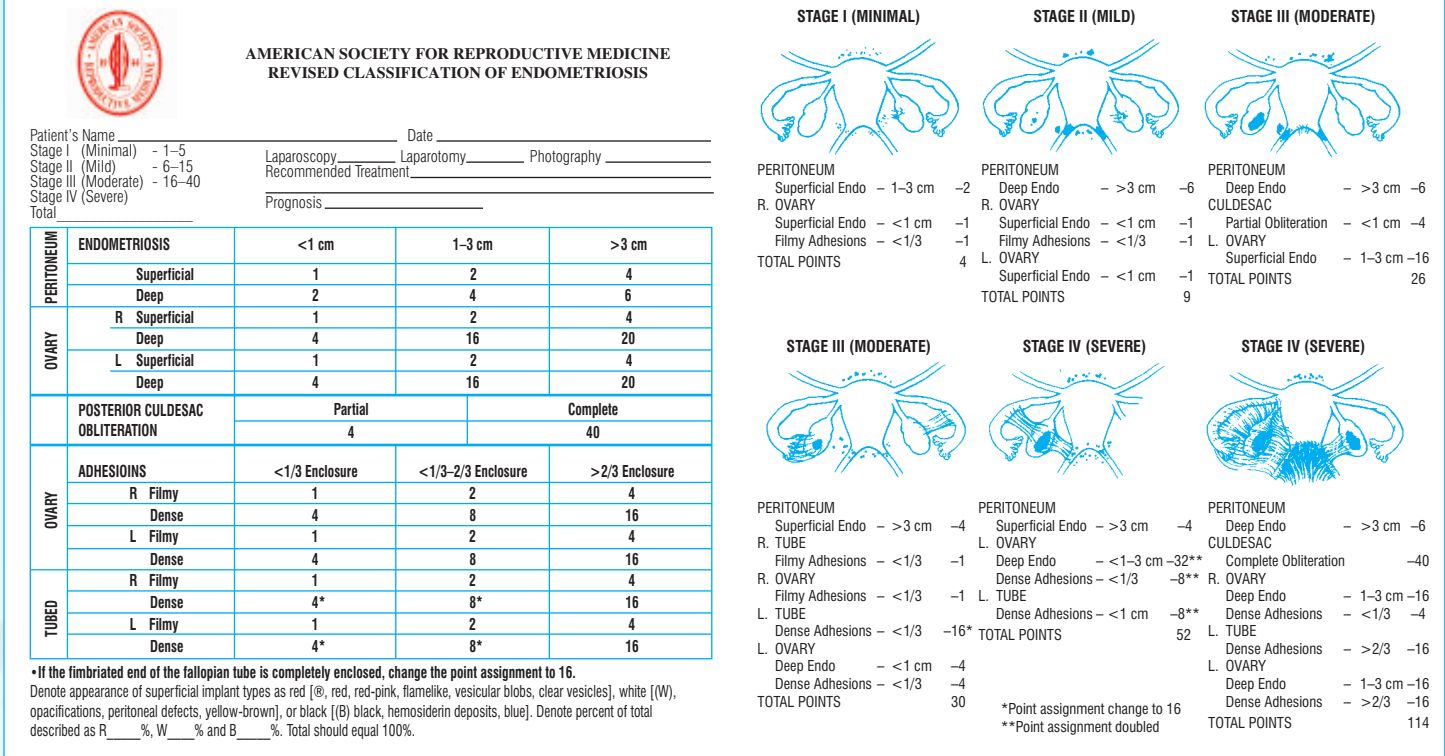 AMERICAN SOCIETY FOR REPRODUCTIVE MEDICINE
REVISED CLASSIFICATION OF ENDOMETRIOSIS
AMERICAN SOCIETY
REPRODUCTIVE MEDICINE
Patient's Name Date
Stage I (Minimal) - 1–5
Stage II (Mild) - 6–15
Stage III (Moderate) - 16–40
Stage IV (Severe)
Total
Laparoscopy Laparotomy Photography
Recommended Treatment
Prognosis
PERITONEUM
ENDOMETRIOSIS <1 cm 1–3 cm >3 cm
Superficial 1 2 4
Deep 2 4 6
OVARY
R Superficial 1 2 4
Deep 4 16 20
L Superficial 1 2 4
Deep 4 16 20
POSTERIOR CULDESAC
OBLITERATION
Partial Complete
4 40
OVARY
ADHESIOINS <1/3 Enclosure <1/3–2/3 Enclosure >2/3 Enclosure
R Filmy 1 2 4
Dense 4 8 16
L Filmy 1 2 4
Dense 4 8 16
TUBED
R Filmy 1 2 4
Dense 4* 8* 16
L Filmy 1 2 4
Dense 4* 8* 16
•If the fimbriated end of the fallopian tube is completely enclosed, change the point assignment to 16.
Denote appearance of superficial implant types as red [®, red, red-pink, flamelike, vesicular blobs, clear vesicles], white [(W),
opacifications, peritoneal defects, yellow-brown], or black [(B) black, hemosiderin deposits, blue]. Denote percent of total
described as R_____%, W____% and B_____%. Total should equal 100%.
STAGE I (MINIMAL)
PERITONEUM
Superficial Endo – 1–3 cm –2
R. OVARY
Superficial Endo – <1 cm –1
Filmy Adhesions – <1/3 –1
TOTAL POINTS 4
STAGE II (MILD)
PERITONEUM
Deep Endo – >3 cm –6
R. OVARY
Superficial Endo – <1 cm –1
Filmy Adhesions – <1/3 –1
L. OVARY
Superficial Endo – <1 cm –1
TOTAL POINTS 9
STAGE III (MODERATE)
PERITONEUM
Deep Endo – >3 cm –6
CULDESAC
Partial Obliteration – <1 cm –4
L. OVARY
Superficial Endo – 1–3 cm –16
TOTAL POINTS 26
STAGE III (MODERATE)
PERITONEUM
Superficial Endo – >3 cm –4
R. TUBE
Filmy Adhesions – <1/3 –1
R. OVARY
Filmy Adhesions – <1/3 –1
L. TUBE
Dense Adhesions – <1/3 –16*
L. OVARY
Deep Endo – <1 cm –4
Dense Adhesions – <1/3 –4
TOTAL POINTS 30
STAGE IV (SEVERE)
PERITONEUM
Superficial Endo – >3 cm –4
L. OVARY
Deep Endo – <1–3 cm –32**
Dense Adhesions – <1/3 –8**
L. TUBE
Dense Adhesions – <1 cm –8**
TOTAL POINTS 52
*Point assignment change to 16
**Point assignment doubled
STAGE IV (SEVERE)
PERITONEUM
Deep Endo – >3 cm –6
CULDESAC
Complete Obliteration –40
R. OVARY
Deep Endo – 1–3 cm –16
Dense Adhesions – <1/3 –4
L. TUBE
Dense Adhesions – >2/3 –16
L. OVARY
Deep Endo – 1–3 cm –16
Dense Adhesions – >2/3 –16
TOTAL POINTS 114